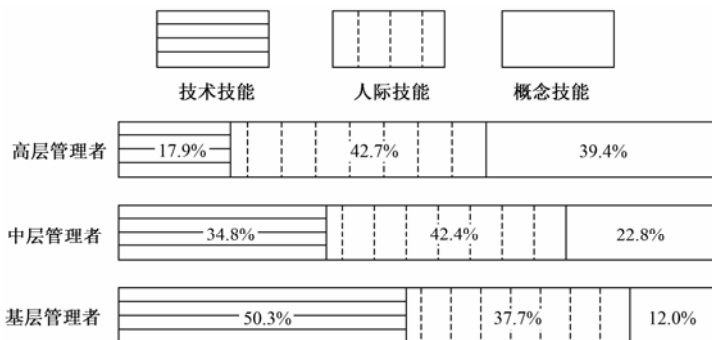 技术技能 人际技能 概念技能
高层管理者 17.9% 42.7% 39.4%
中层管理者 34.8% 42.4% 22.8%
基层管理者 50.3% 37.7% 12.0%